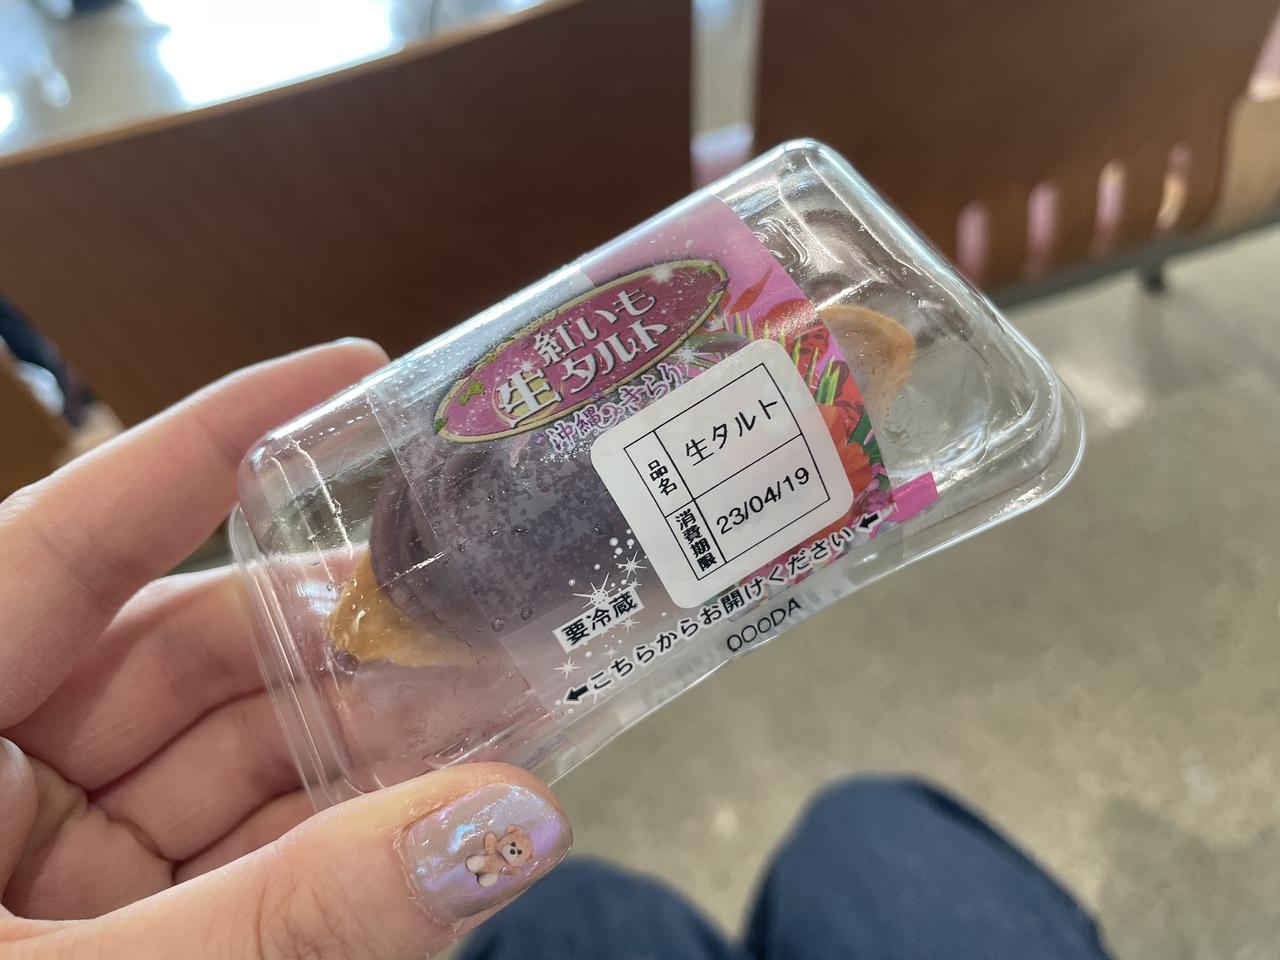 紅いも
生タルト
沖縄のきらり
品名 生タルト
消費期限 23/04/19
要冷蔵
←こちらからお開けください←
OOODA